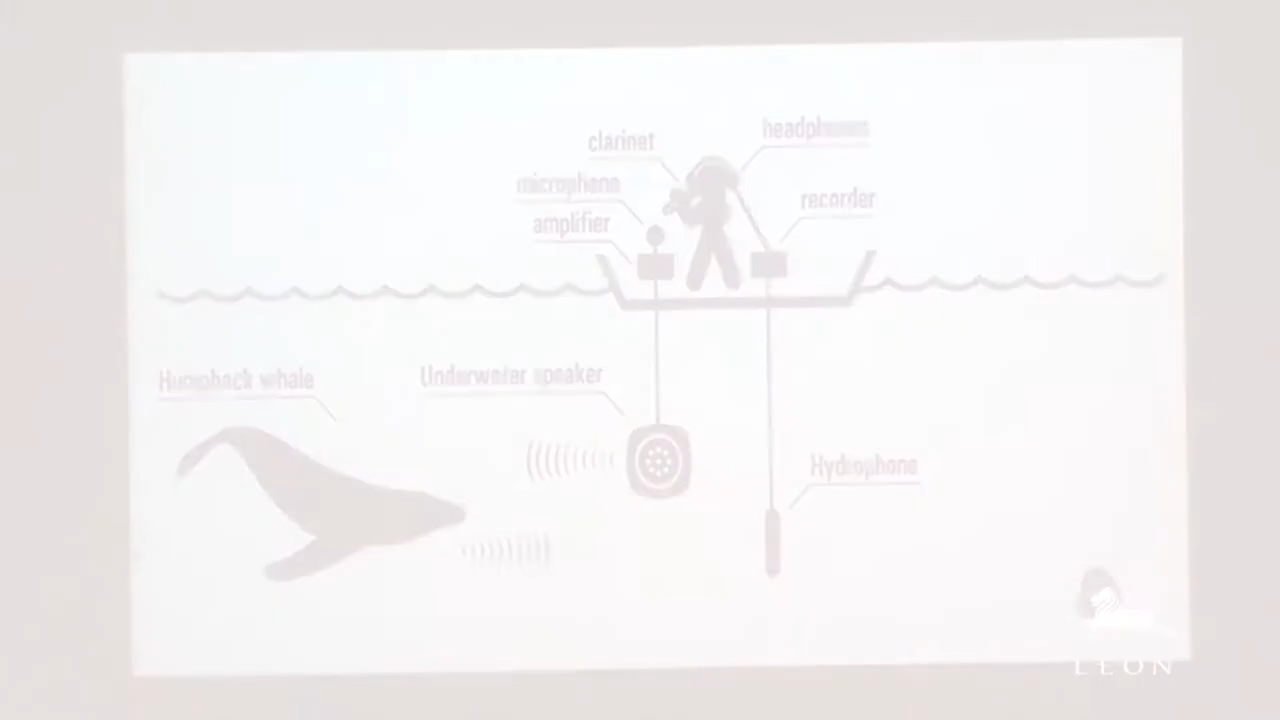 clarinet
headphones
microphone
recorder
amplifier
Humpback whale
Underwater speaker
Hydrophone
LEON